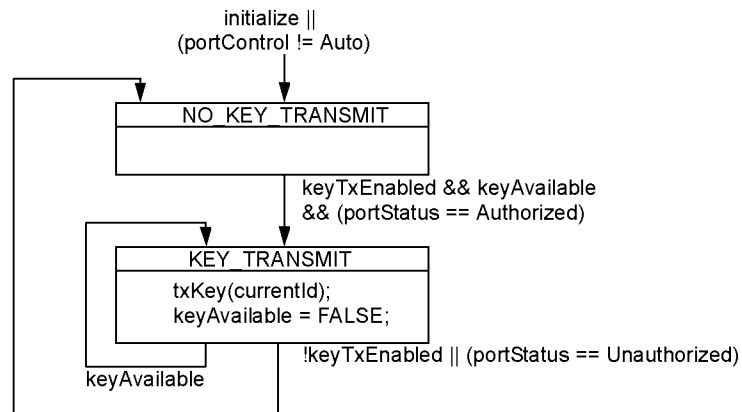 initialize ||
(portControl != Auto)
NO_KEY_TRANSMIT
keyTxEnabled && keyAvailable
&& (portStatus == Authorized)
KEY_TRANSMIT
txKey(currentId);
keyAvailable = FALSE;
!keyTxEnabled || (portStatus == Unauthorized)
keyAvailable